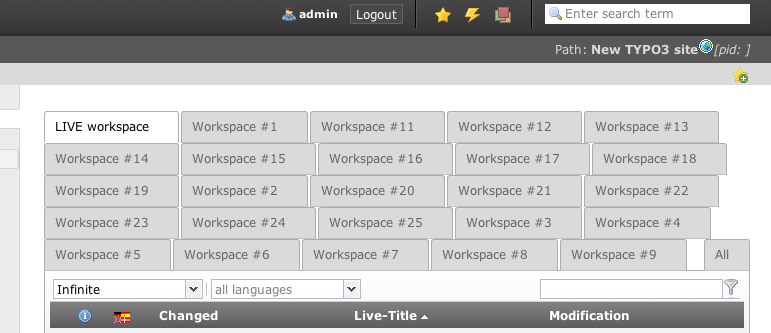 admin Logout Enter search term
Path: New TYPO3 site [pid: ]
LIVE workspace Workspace #1 Workspace #11 Workspace #12 Workspace #13
Workspace #14 Workspace #15 Workspace #16 Workspace #17 Workspace #18
Workspace #19 Workspace #2 Workspace #20 Workspace #21 Workspace #22
Workspace #23 Workspace #24 Workspace #25 Workspace #3 Workspace #4
Workspace #5 Workspace #6 Workspace #7 Workspace #8 Workspace #9 All
Infinite all languages
Changed Live-Title Modification